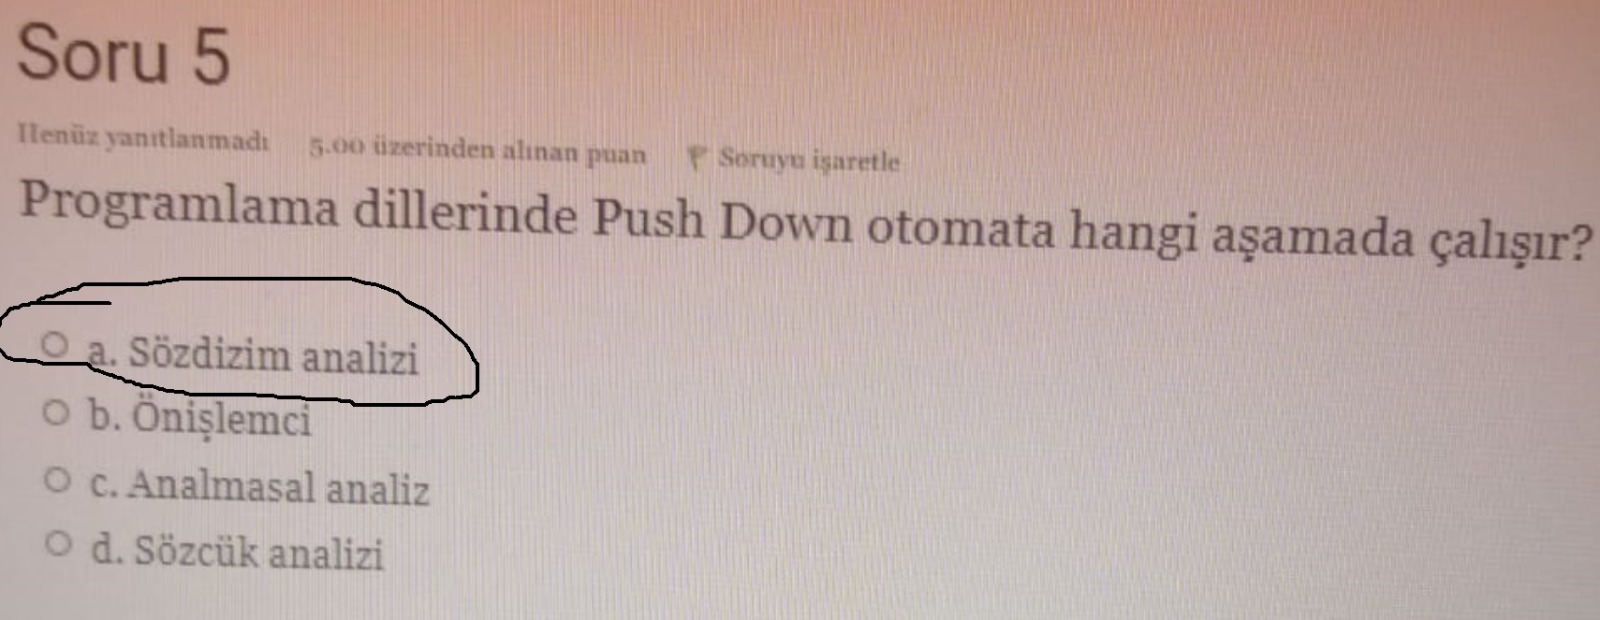 Soru 5
Henüz yanıtlanmadı 5.00 üzerinden alınan puan Soruyu işaretle
Programlama dillerinde Push Down otomata hangi aşamada çalışır?
a. Sözdizim analizi
b. Önişlemci
c. Analmasal analiz
d. Sözcük analizi